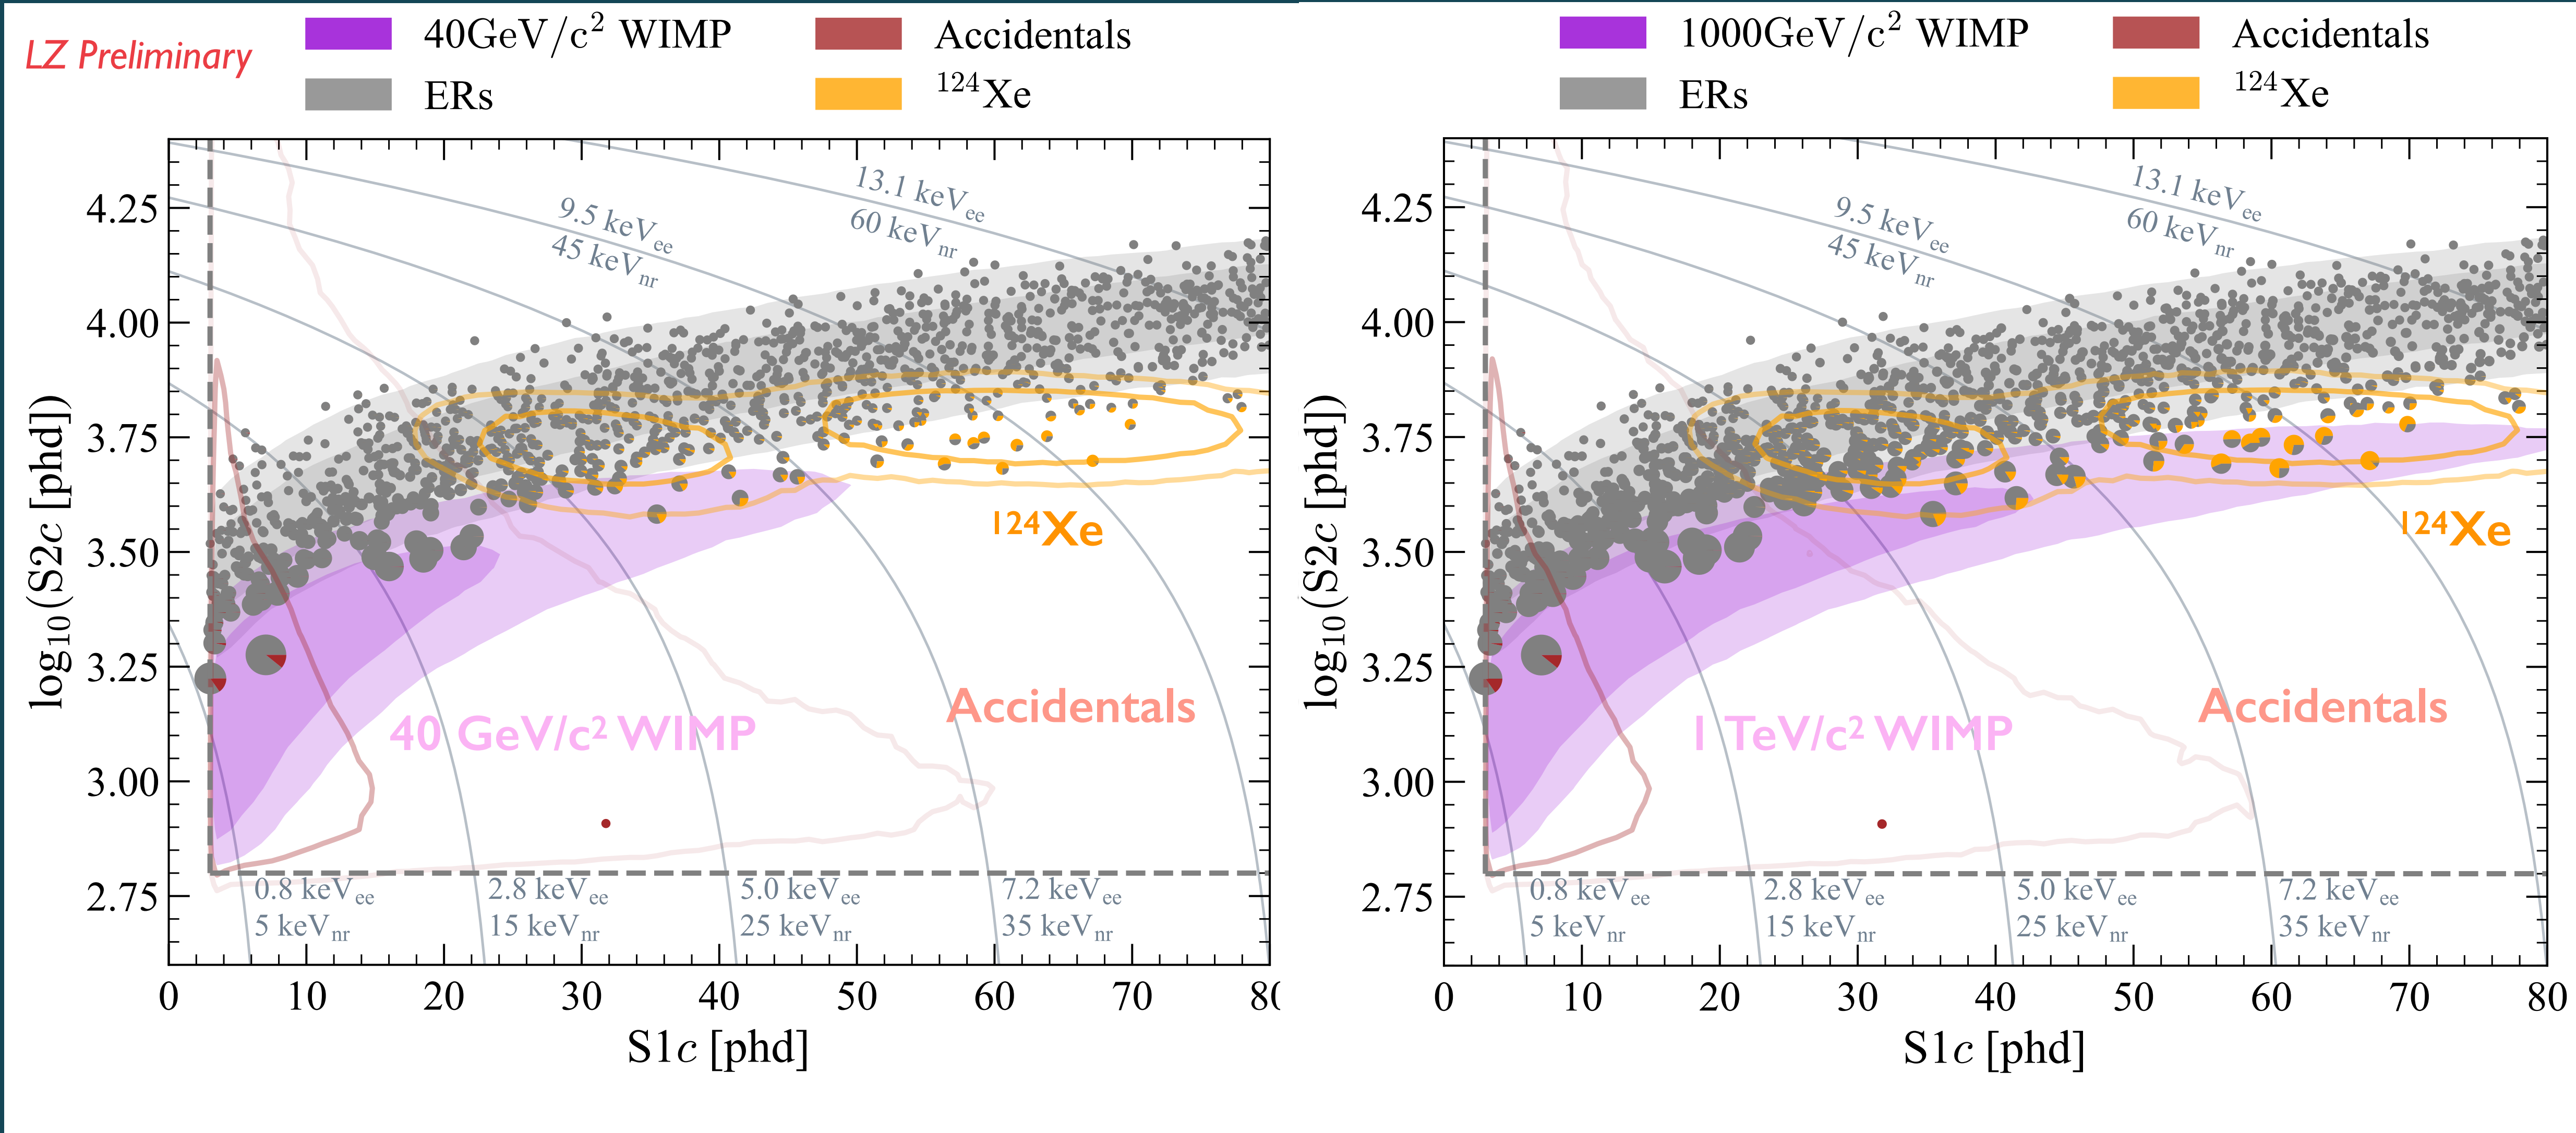 LZ Preliminary
40GeV/c² WIMP
Accidentals
ERs
¹²⁴Xe
13.1 keVee
60 keVnr
9.5 keVee
45 keVnr
4.25
4.00
3.75
3.50
3.25
3.00
2.75
log₁₀(S2c [phd])
¹²⁴Xe
40 GeV/c² WIMP
Accidentals
0.8 keVee
5 keVnr
2.8 keVee
15 keVnr
5.0 keVee
25 keVnr
7.2 keVee
35 keVnr
0 10 20 30 40 50 60 70 80
S1c [phd]
1000GeV/c² WIMP
Accidentals
ERs
¹²⁴Xe
13.1 keVee
60 keVnr
9.5 keVee
45 keVnr
4.25
4.00
3.75
3.50
3.25
3.00
2.75
log₁₀(S2c [phd])
¹²⁴Xe
1 TeV/c² WIMP
Accidentals
0.8 keVee
5 keVnr
2.8 keVee
15 keVnr
5.0 keVee
25 keVnr
7.2 keVee
35 keVnr
0 10 20 30 40 50 60 70 80
S1c [phd]